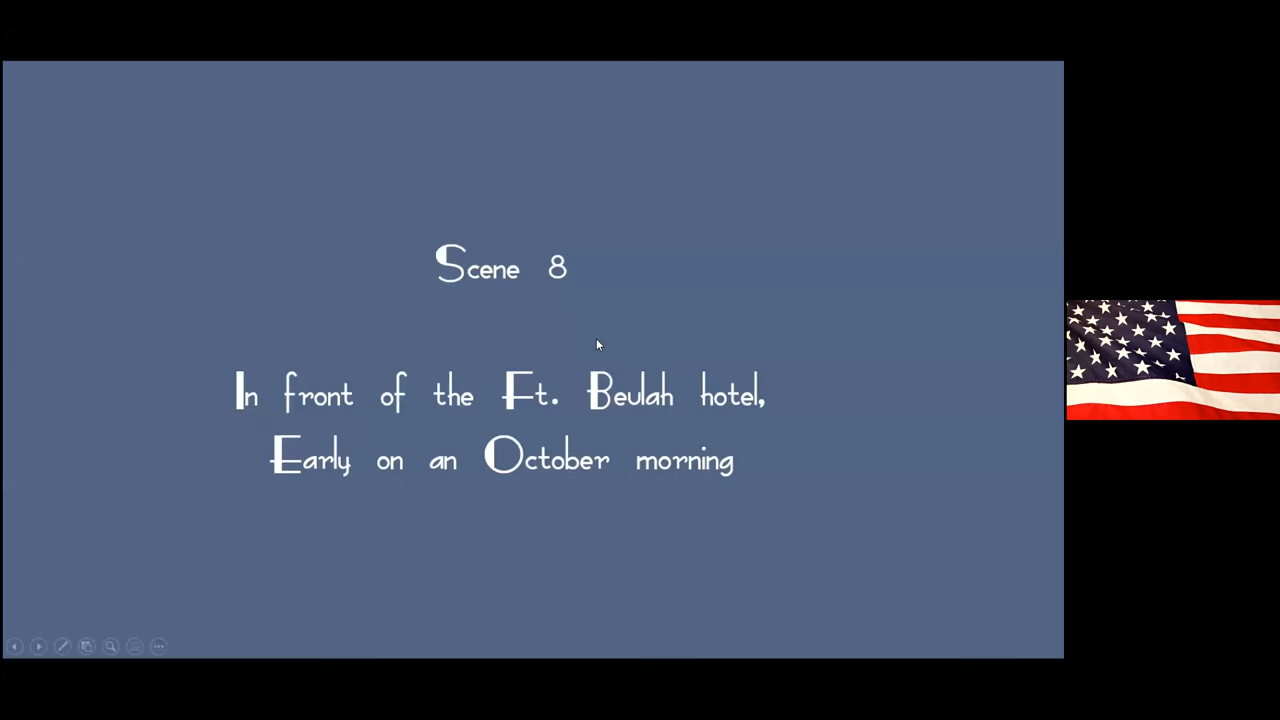 Scene 8
In front of the Ft. Beulah hotel,
Early on an October morning